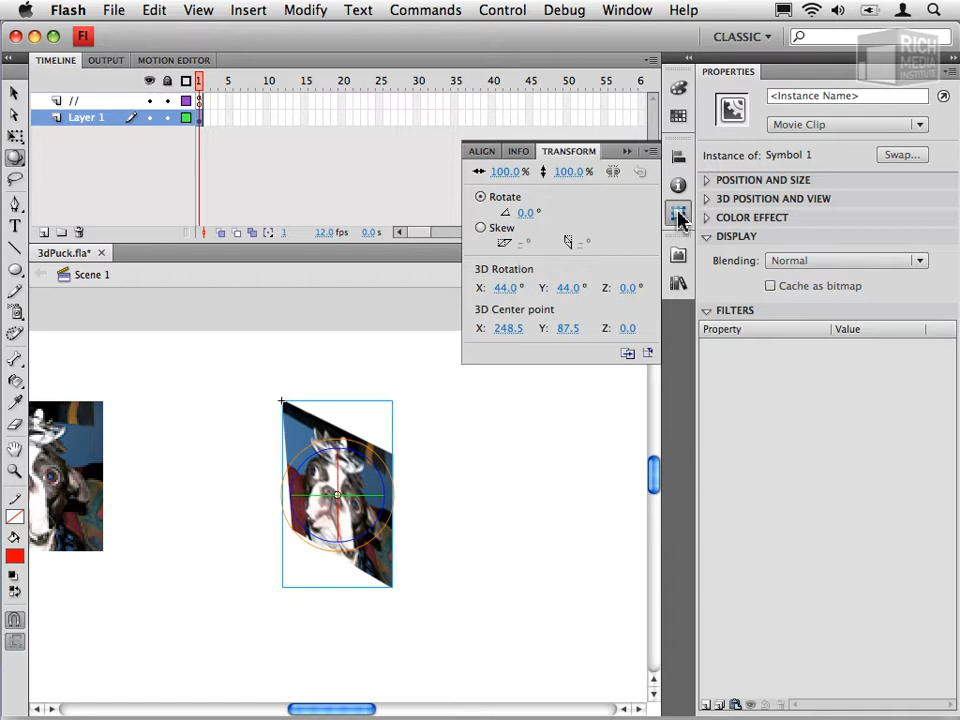 Flash File Edit View Insert Modify Text Commands Control Debug Window Help
Fl
CLASSIC
RICH
MEDIA
INSTITUTE
TIMELINE OUTPUT MOTION EDITOR
1 5 10 15 20 25 30 35 40 45 50 55 6
//
Layer 1
1 12.0 fps 0.0 s
3dPuck.fla*
Scene 1
ALIGN INFO TRANSFORM
100.0 % 100.0 %
Rotate
0.0 °
Skew
– ° – °
3D Rotation
X: 44.0 ° Y: 44.0 ° Z: 0.0 °
3D Center point
X: 248.5 Y: 87.5 Z: 0.0
PROPERTIES
<Instance Name>
Movie Clip
Instance of: Symbol 1 Swap...
POSITION AND SIZE
3D POSITION AND VIEW
COLOR EFFECT
DISPLAY
Blending: Normal
Cache as bitmap
FILTERS
Property Value